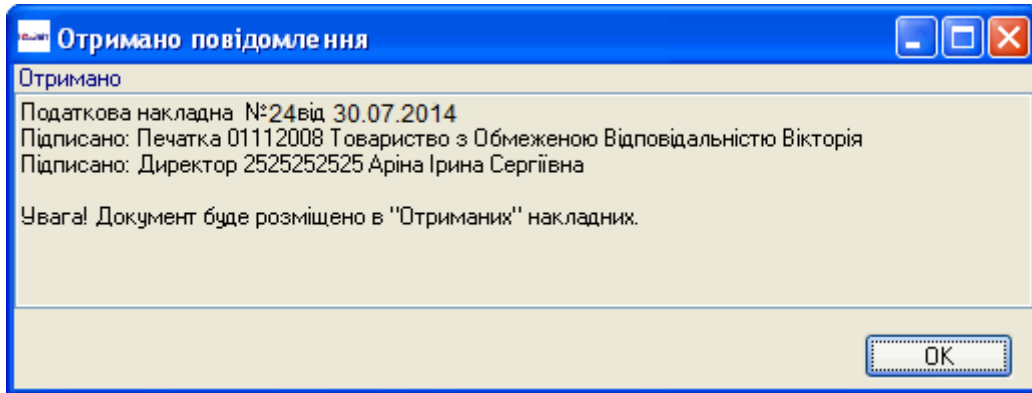 Отримано повідомлення
Отримано
Податкова накладна №24від 30.07.2014
Підписано: Печатка 01112008 Товариство з Обмеженою Відповідальністю Вікторія
Підписано: Директор 2525252525 Аріна Ірина Сергіївна
Увага! Документ буде розміщено в "Отриманих" накладних.
OK